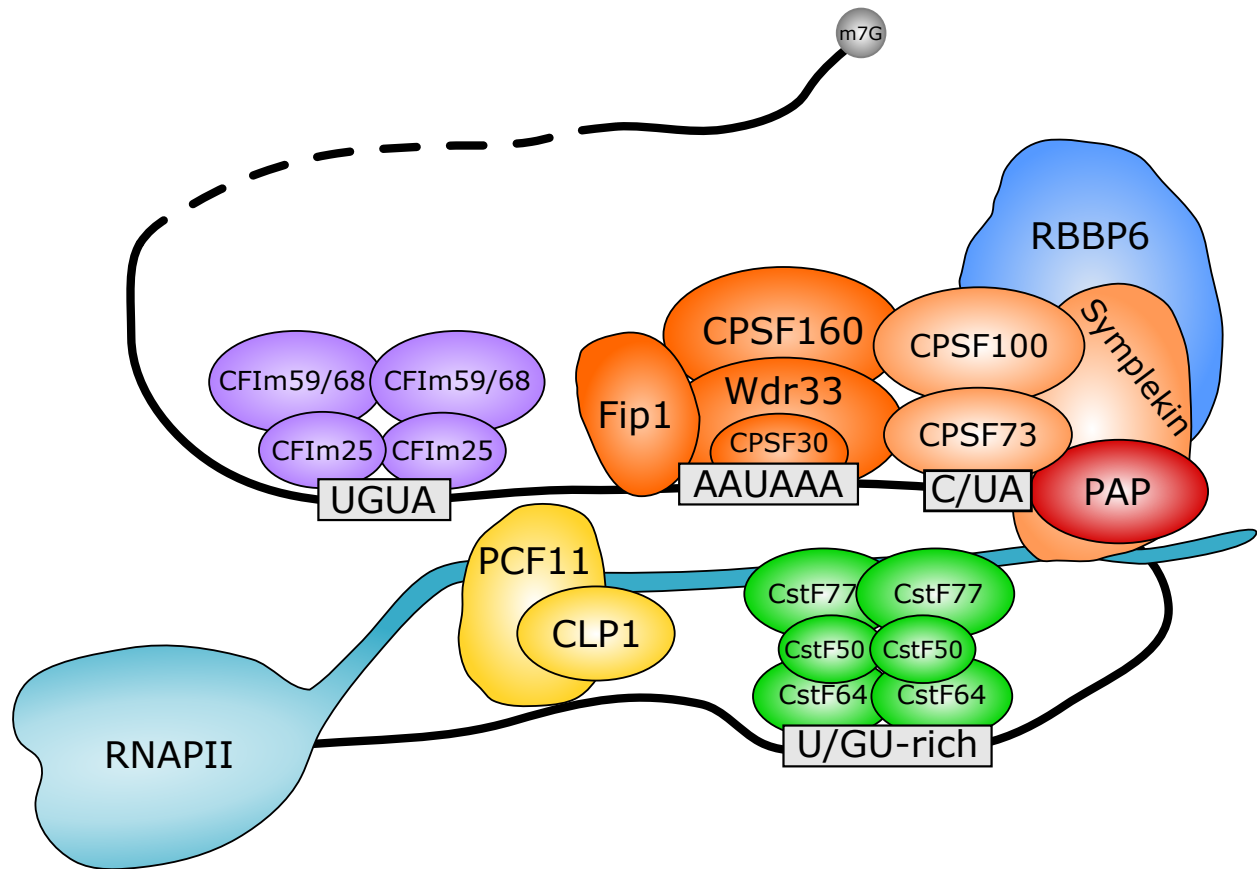 m7G
RBBP6
CPSF160
CPSF100
Symplekin
CFIm59/68
CFIm59/68
Wdr33
Fip1
CPSF30
CPSF73
CFIm25
CFIm25
UGUA
AAUAAA
C/UA
PAP
PCF11
CstF77
CstF77
CLP1
CstF50
CstF50
CstF64
CstF64
RNAPII
U/GU-rich